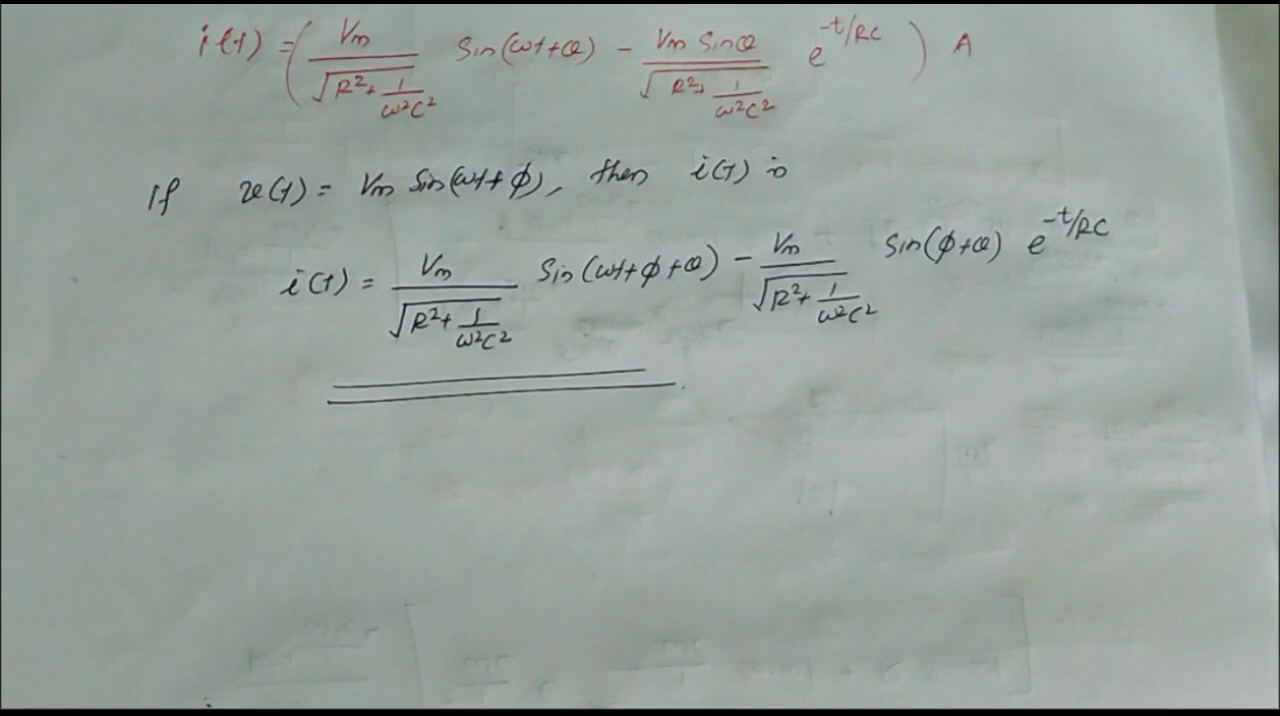 i(t) = ( Vm / √(R² + 1/ω²C²) sin(ωt+θ) − Vm sinθ / √(R² + 1/ω²C²) e^(-t/RC) ) A
If v(t) = Vm sin(ωt+ϕ), then i(t) is
i(t) = Vm / √(R² + 1/ω²C²) sin(ωt+ϕ+θ) − Vm / √(R² + 1/ω²C²) sin(ϕ+θ) e^(-t/RC)